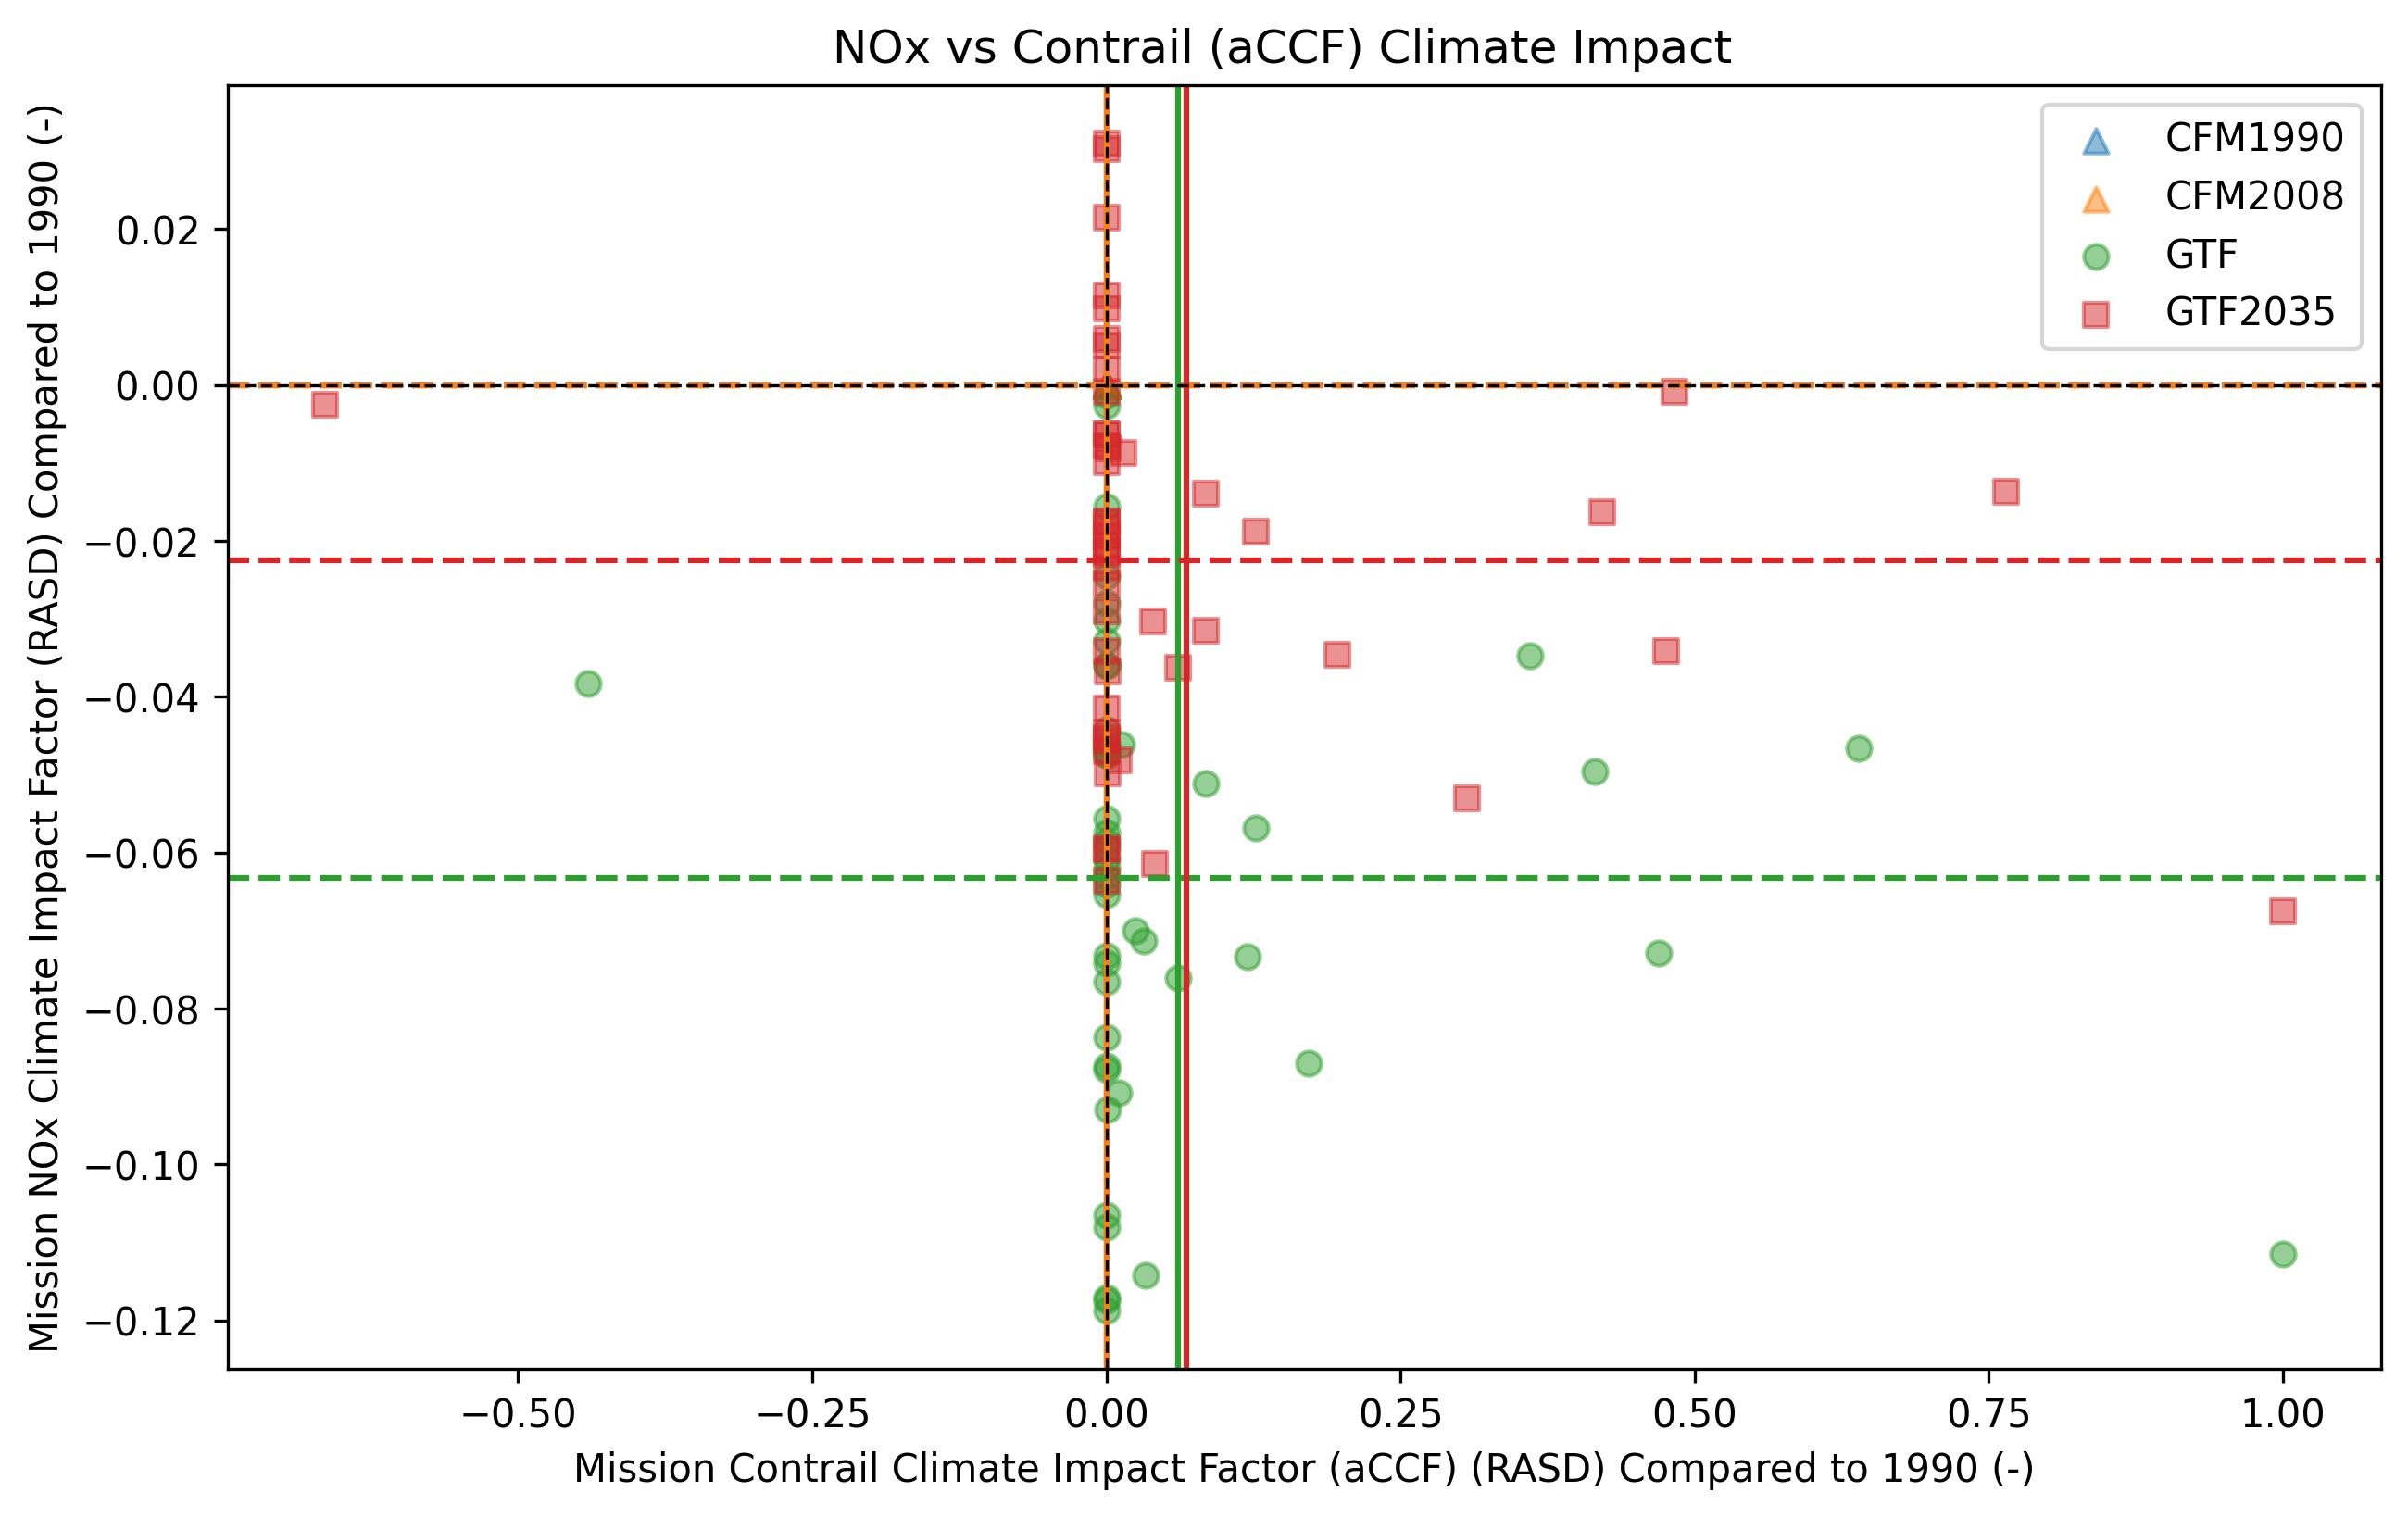 NOx vs Contrail (aCCF) Climate Impact
Mission NOx Climate Impact Factor (RASD) Compared to 1990 (-)
0.02
0.00
−0.02
−0.04
−0.06
−0.08
−0.10
−0.12
CFM1990
CFM2008
GTF
GTF2035
−0.50
−0.25
0.00
0.25
0.50
0.75
1.00
Mission Contrail Climate Impact Factor (aCCF) (RASD) Compared to 1990 (-)